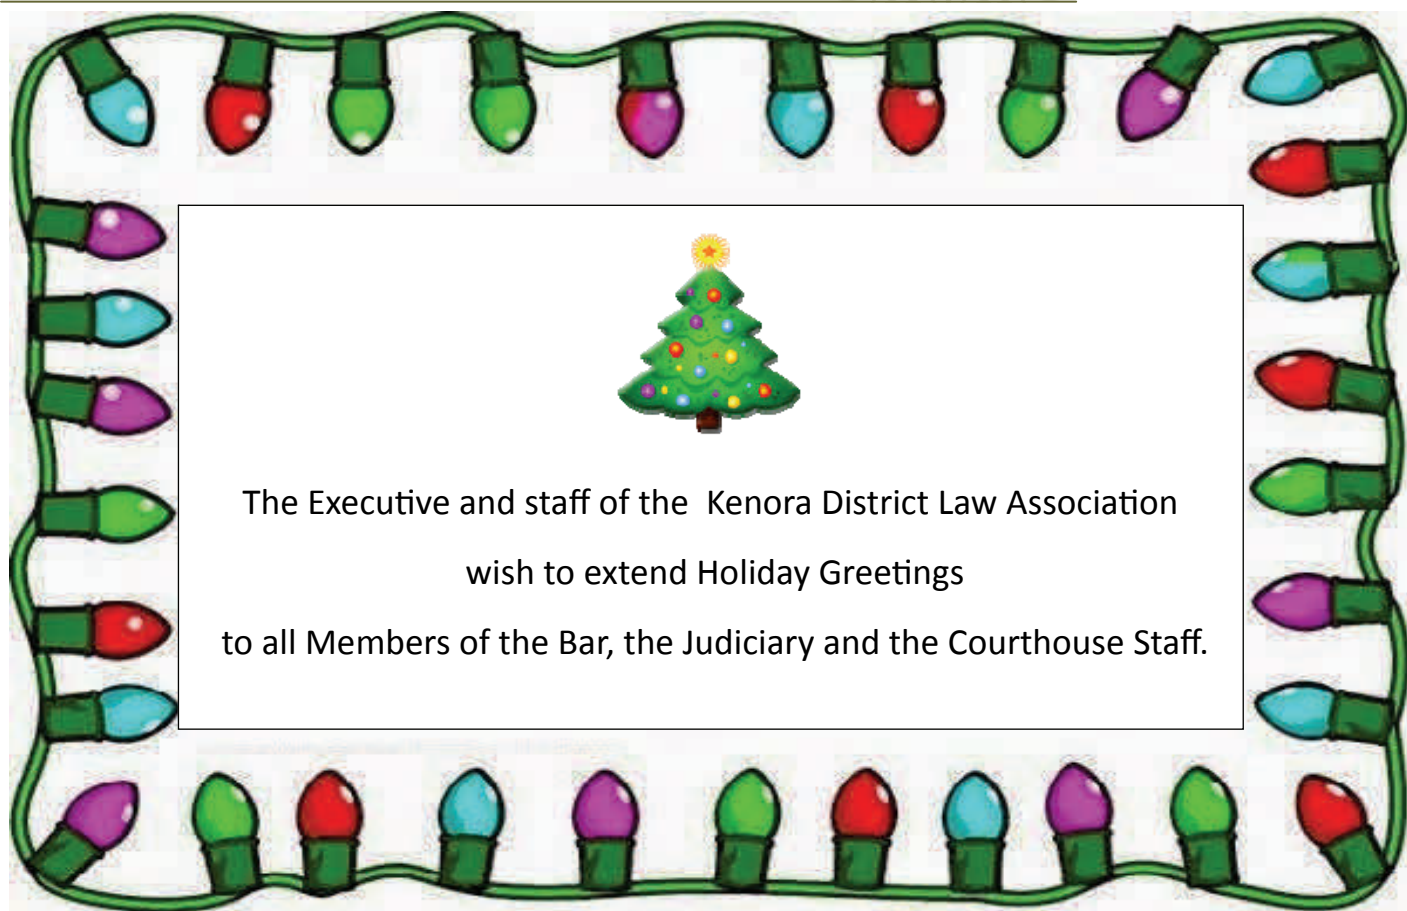 The Executive and staff of the  Kenora District Law Association
wish to extend Holiday Greetings
to all Members of the Bar, the Judiciary and the Courthouse Staff.